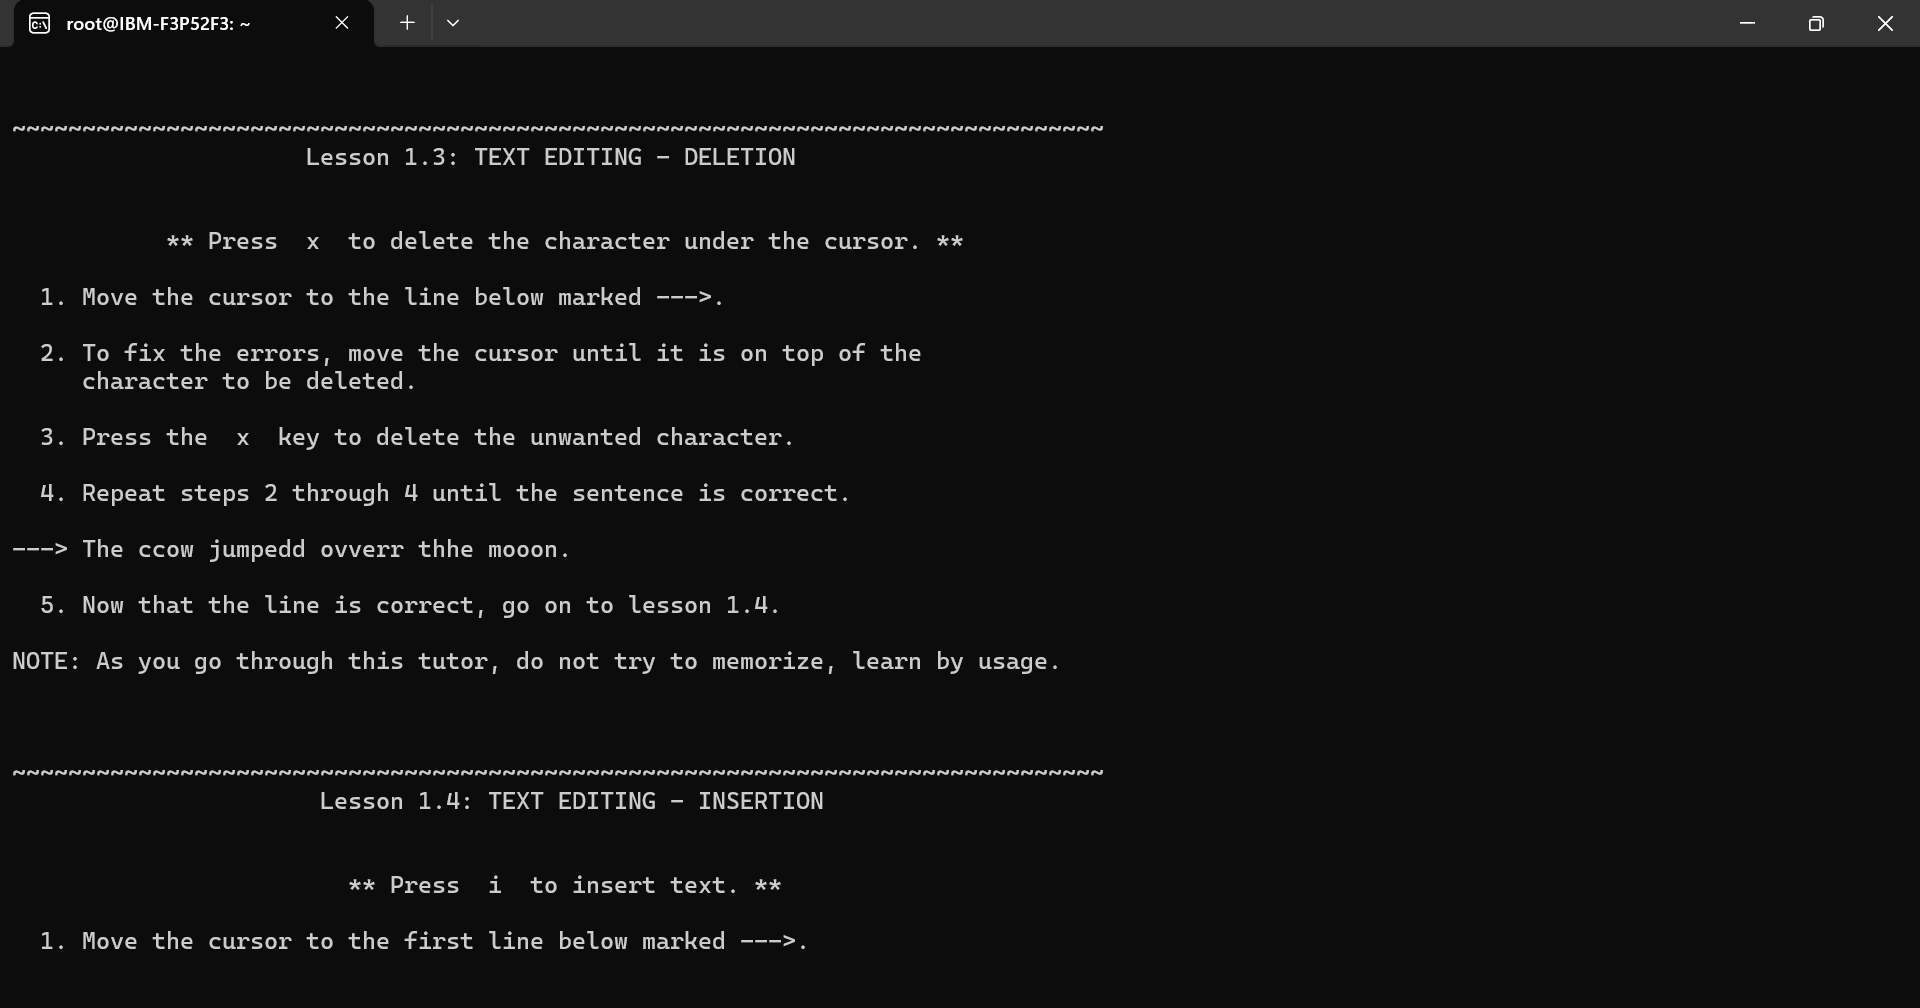 root@IBM-F3P52F3: ~
~~~~~~~~~~~~~~~~~~~~~~~~~~~~~~~~~~~~~~~~~~~~~~~~~~~~~~~~~~~~~~~~~~~~~~~~~~~~~~
Lesson 1.3: TEXT EDITING - DELETION
** Press  x  to delete the character under the cursor. **
1. Move the cursor to the line below marked --->.
2. To fix the errors, move the cursor until it is on top of the
character to be deleted.
3. Press the  x  key to delete the unwanted character.
4. Repeat steps 2 through 4 until the sentence is correct.
---> The ccow jumpedd ovverr thhe mooon.
5. Now that the line is correct, go on to lesson 1.4.
NOTE: As you go through this tutor, do not try to memorize, learn by usage.
~~~~~~~~~~~~~~~~~~~~~~~~~~~~~~~~~~~~~~~~~~~~~~~~~~~~~~~~~~~~~~~~~~~~~~~~~~~~~~
Lesson 1.4: TEXT EDITING - INSERTION
** Press  i  to insert text. **
1. Move the cursor to the first line below marked --->.